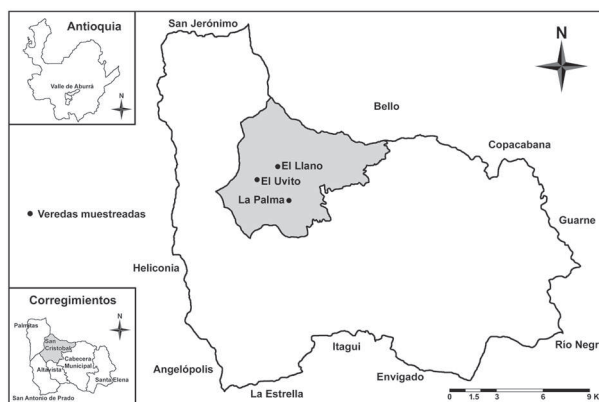 Antioquia
Valle de Aburrá
N
San Jerónimo
N
Bello
Copacabana
El Llano
El Uvito
La Palma
Veredas muestreadas
Guarne
Heliconia
Corregimientos
Palmitas
N
San
Cristobal
Cabecera
Municipal
Altavista
Santa Elena
San Antonio de Prado
Angelópolis
La Estrella
Itagui
Envigado
Rio Negro
0 1.5 3 6 9 K